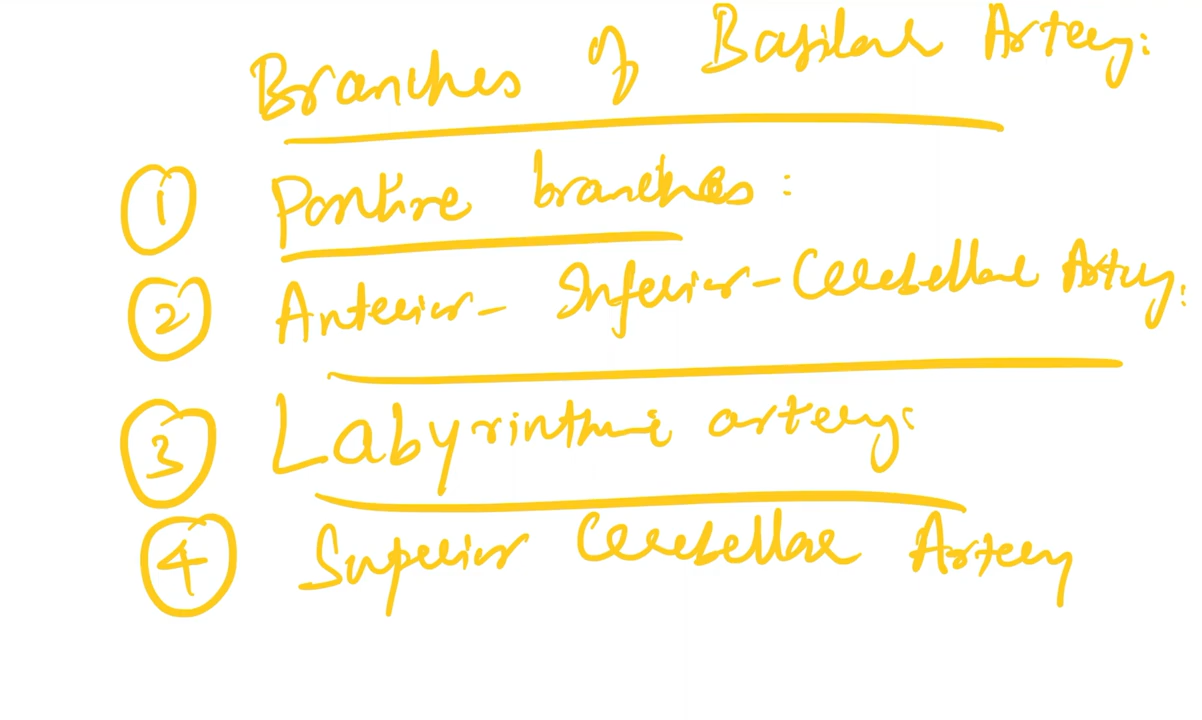 Branches of Basilar Artery:
① Pontine branches:
② Anterior- Inferior-Cerebellar Artery:
③ Labyrinthine artery:
④ Superior Cerebellar Artery